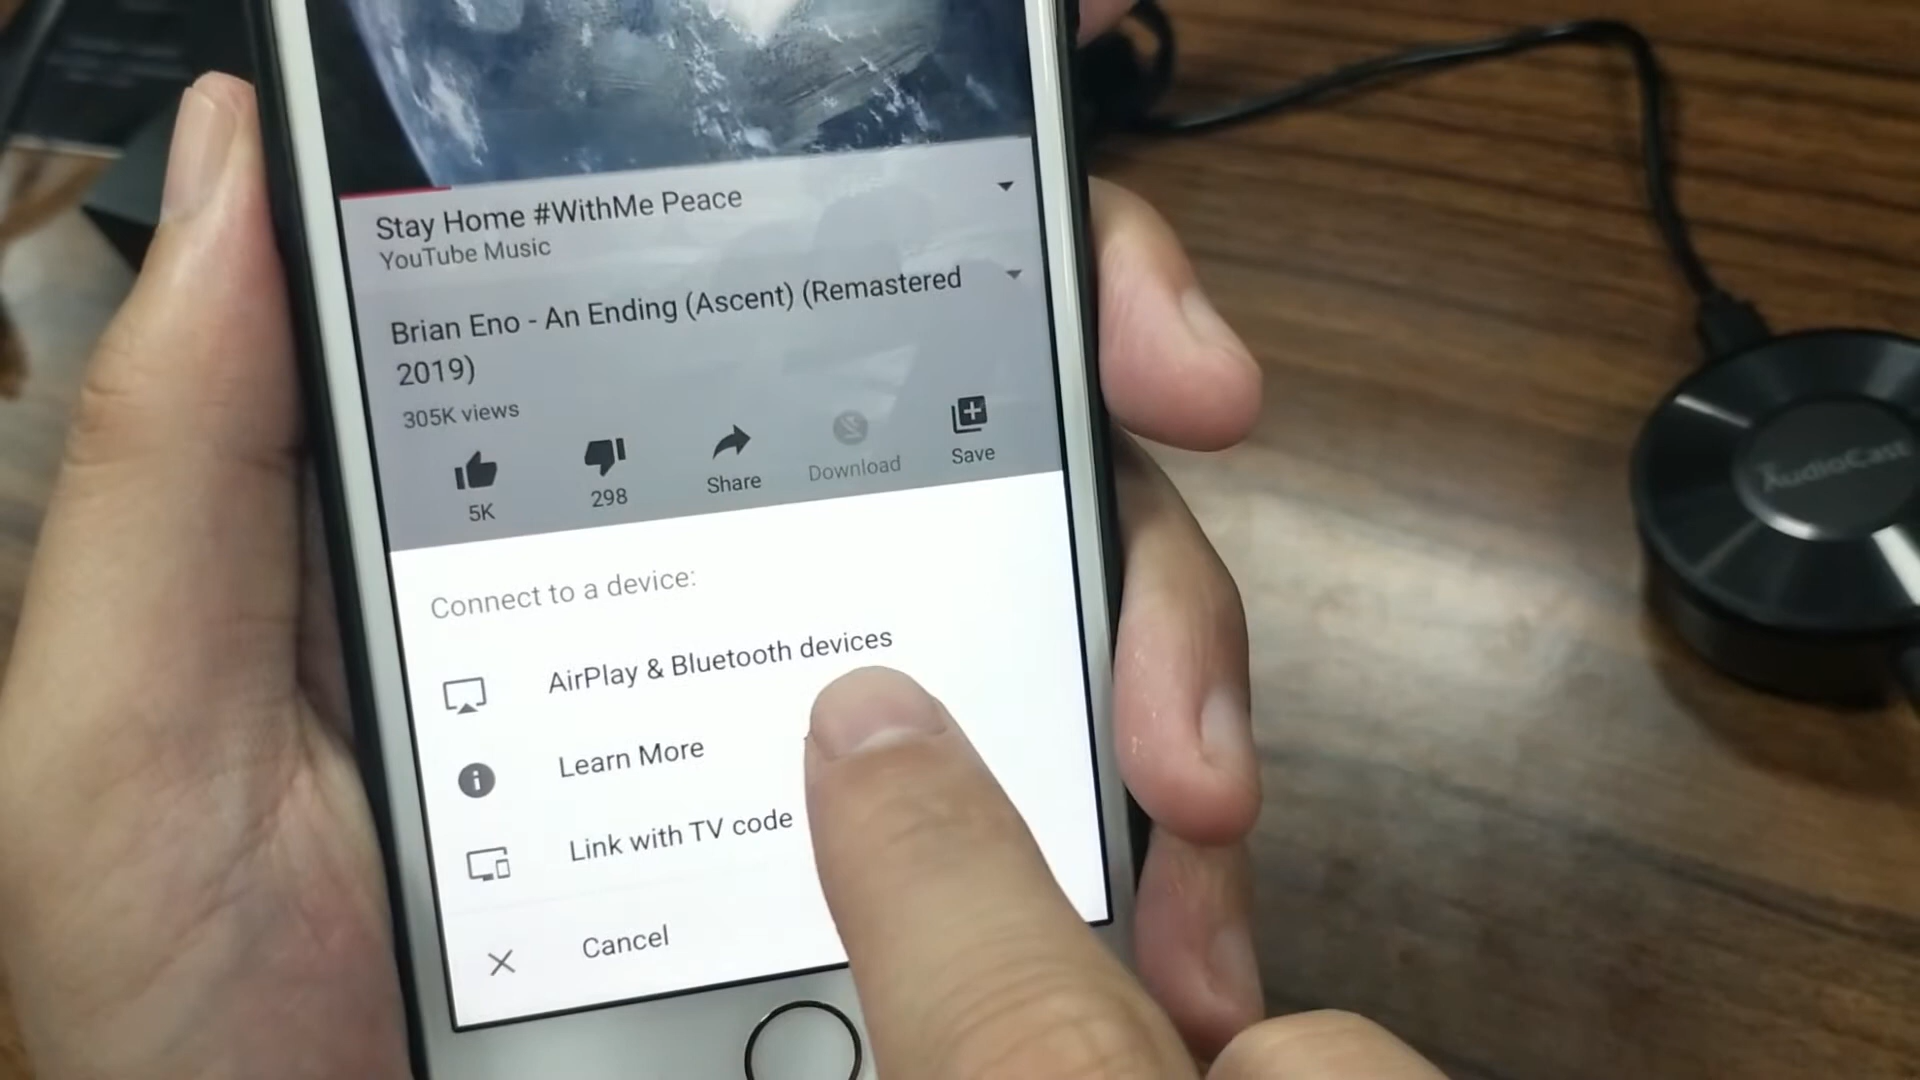 Stay Home #WithMe Peace
YouTube Music
Brian Eno - An Ending (Ascent) (Remastered
2019)
305K views
5K
298
Share
Download
Save
Connect to a device:
AirPlay & Bluetooth devices
Learn More
Link with TV code
Cancel
AudioCast